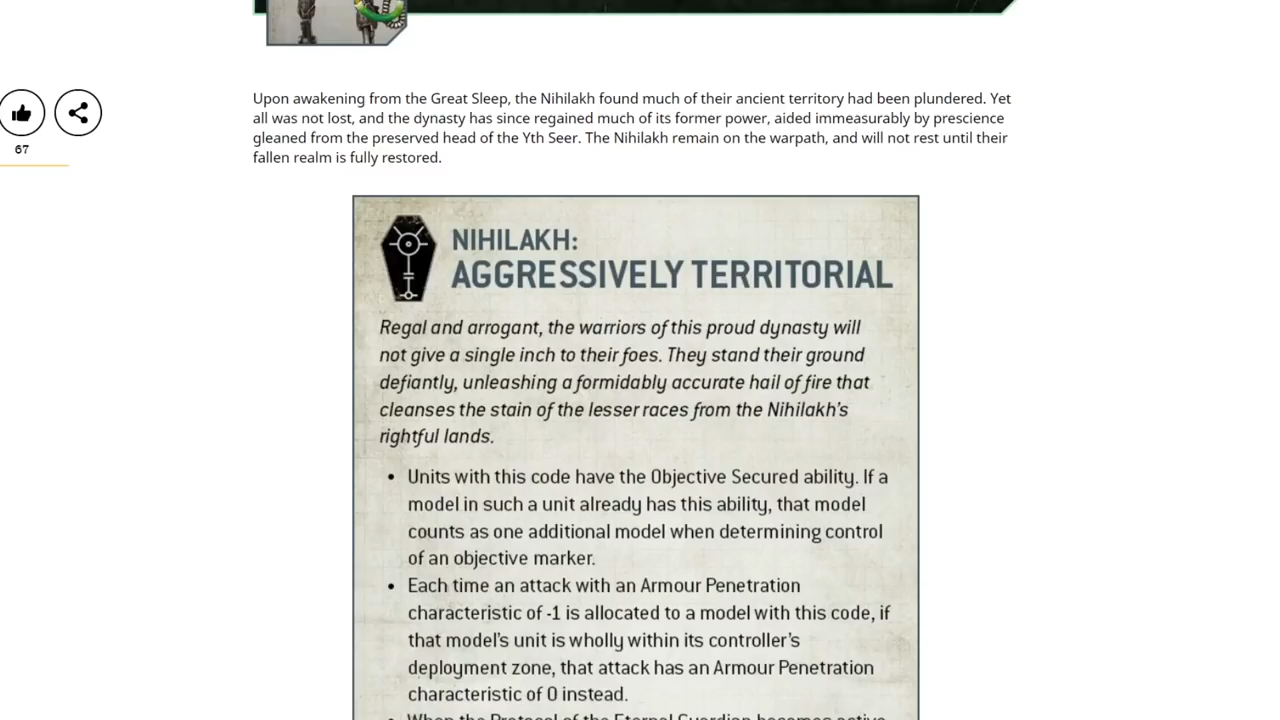 Upon awakening from the Great Sleep, the Nihilakh found much of their ancient territory had been plundered. Yet
all was not lost, and the dynasty has since regained much of its former power, aided immeasurably by prescience
gleaned from the preserved head of the Yth Seer. The Nihilakh remain on the warpath, and will not rest until their
fallen realm is fully restored.
67
NIHILAKH:
AGGRESSIVELY TERRITORIAL
Regal and arrogant, the warriors of this proud dynasty will
not give a single inch to their foes. They stand their ground
defiantly, unleashing a formidably accurate hail of fire that
cleanses the stain of the lesser races from the Nihilakh's
rightful lands.
• Units with this code have the Objective Secured ability. If a
model in such a unit already has this ability, that model
counts as one additional model when determining control
of an objective marker.
• Each time an attack with an Armour Penetration
characteristic of -1 is allocated to a model with this code, if
that model's unit is wholly within its controller's
deployment zone, that attack has an Armour Penetration
characteristic of 0 instead.
• When the Protocol of the Eternal Guardian becomes active